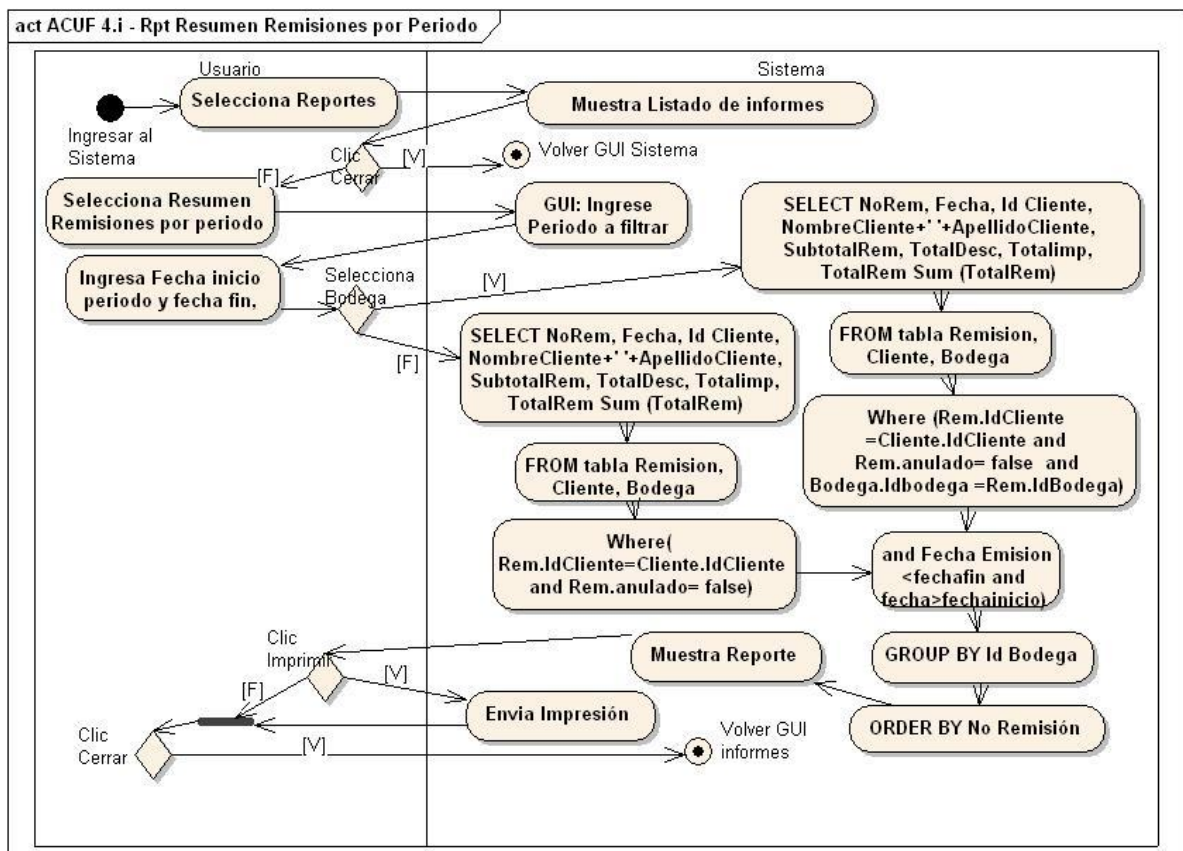 act ACUF 4.i - Rpt Resumen Remisiones por Periodo
Usuario
Sistema
Selecciona Reportes
Muestra Listado de informes
Ingresar al
Sistema
Clic
Cerrar
[V]
Volver GUI Sistema
[F]
Selecciona Resumen
Remisiones por periodo
GUI: Ingrese
Periodo a filtrar
SELECT NoRem, Fecha, Id Cliente,
NombreCliente+' '+ApellidoCliente,
SubtotalRem, TotalDesc, Totalimp,
TotalRem Sum (TotalRem)
Ingresa Fecha inicio
periodo y fecha fin,
Selecciona
Bodega
[V]
[F]
SELECT NoRem, Fecha, Id Cliente,
NombreCliente+' '+ApellidoCliente,
SubtotalRem, TotalDesc, Totalimp,
TotalRem Sum (TotalRem)
FROM tabla Remision,
Cliente, Bodega
Where (Rem.IdCliente
=Cliente.IdCliente and
Rem.anulado= false and
Bodega.Idbodega =Rem.IdBodega)
FROM tabla Remision,
Cliente, Bodega
Where(
Rem.IdCliente=Cliente.IdCliente
and Rem.anulado= false)
and Fecha Emision
<fechafin and
fecha>fechainicio)
GROUP BY Id Bodega
ORDER BY No Remisión
Muestra Reporte
Clic
Imprimir
[V]
[F]
Envia Impresión
Clic
Cerrar
[V]
Volver GUI
informes